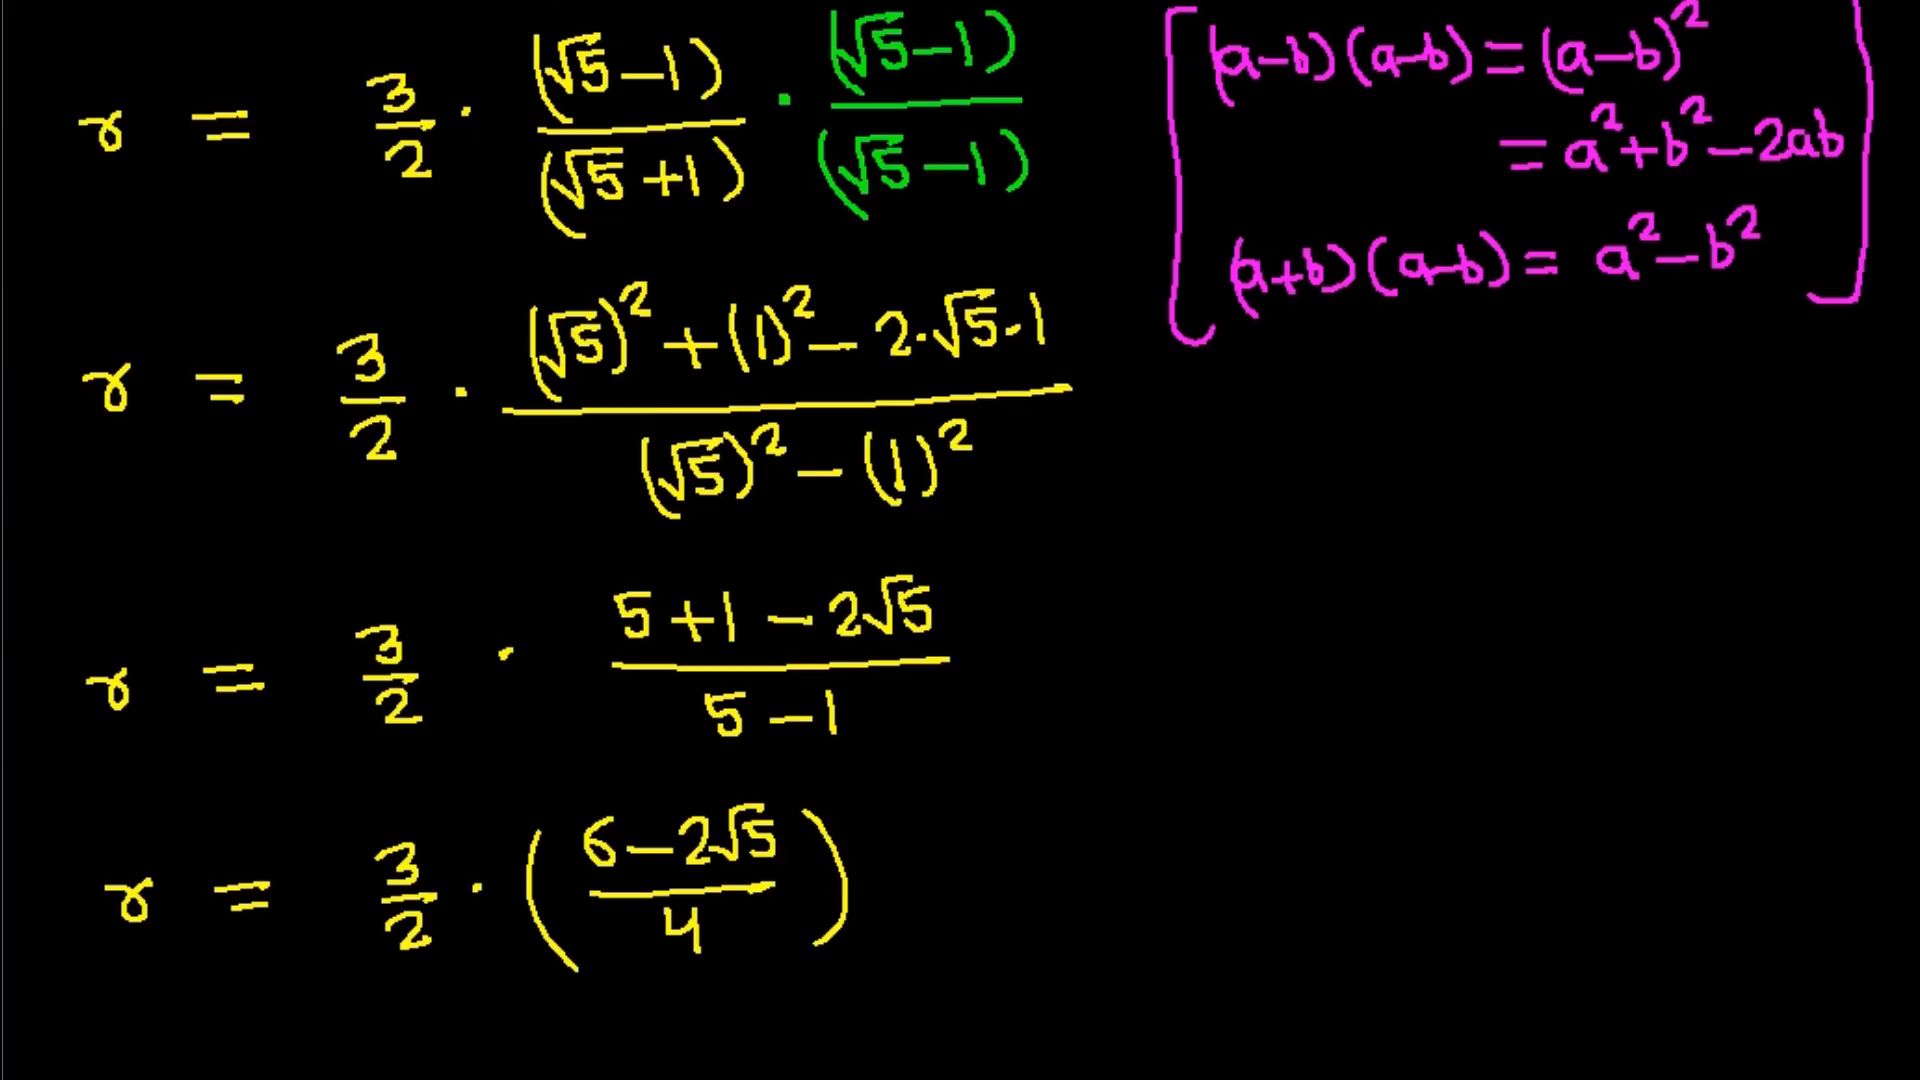 r = 3/2 · (√5-1)/(√5+1) · (√5-1)/(√5-1)
[(a-b)(a-b) = (a-b)²
= a²+b²-2ab
(a+b)(a-b) = a²-b²]
r = 3/2 · ((√5)²+(1)²-2·√5·1)/((√5)²-(1)²)
r = 3/2 · (5+1-2√5)/(5-1)
r = 3/2 · ((6-2√5)/4)